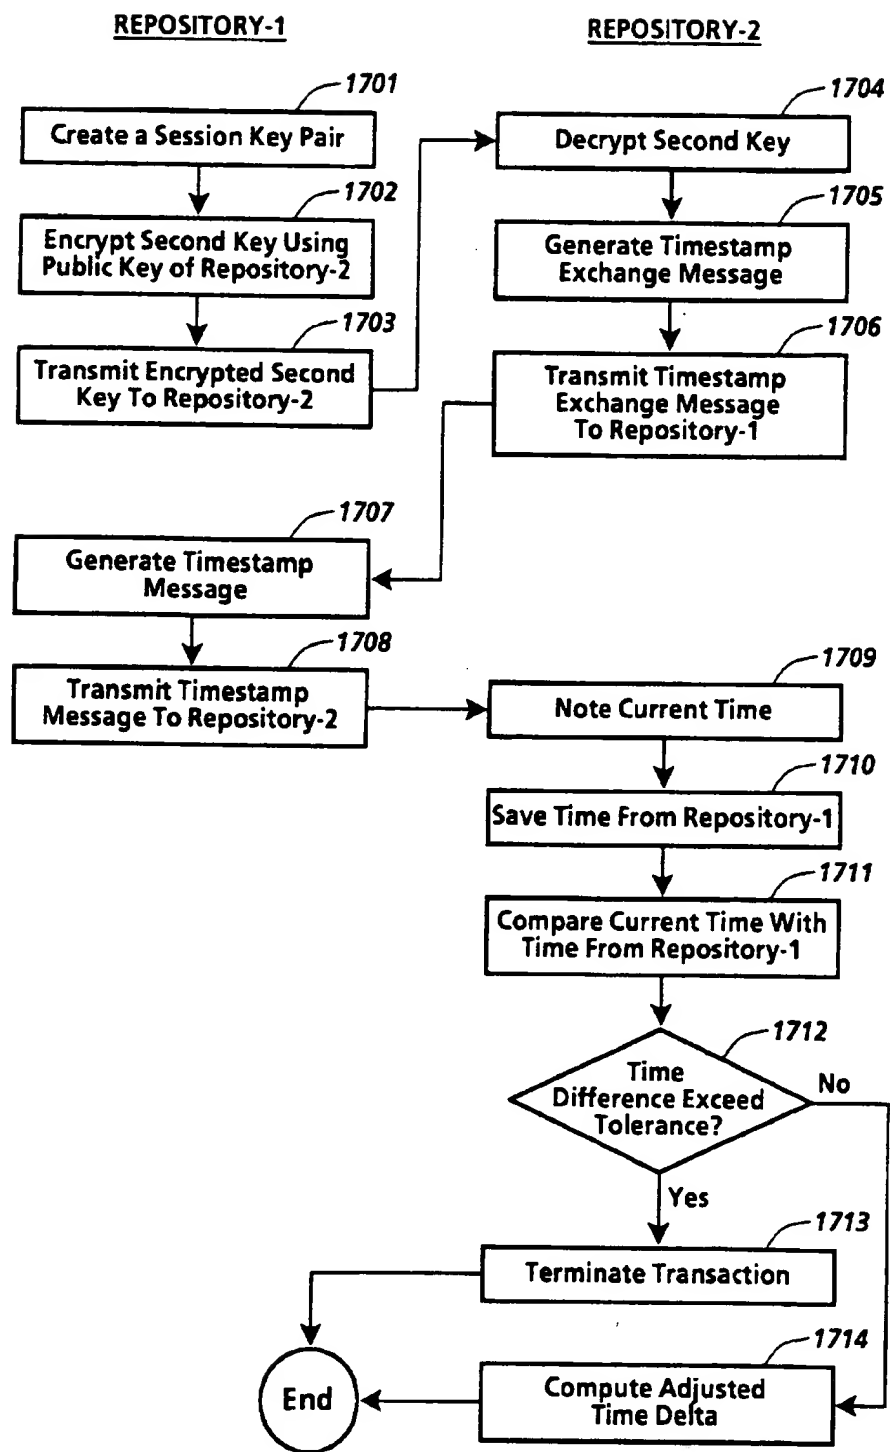 REPOSITORY-1
REPOSITORY-2
1701
Create a Session Key Pair
1702
Encrypt Second Key Using
Public Key of Repository-2
1703
Transmit Encrypted Second
Key To Repository-2
1704
Decrypt Second Key
1705
Generate Timestamp
Exchange Message
1706
Transmit Timestamp
Exchange Message
To Repository-1
1707
Generate Timestamp
Message
1708
Transmit Timestamp
Message To Repository-2
1709
Note Current Time
1710
Save Time From Repository-1
1711
Compare Current Time With
Time From Repository-1
1712
Time
Difference Exceed
Tolerance?
No
Yes
1713
Terminate Transaction
1714
Compute Adjusted
Time Delta
End